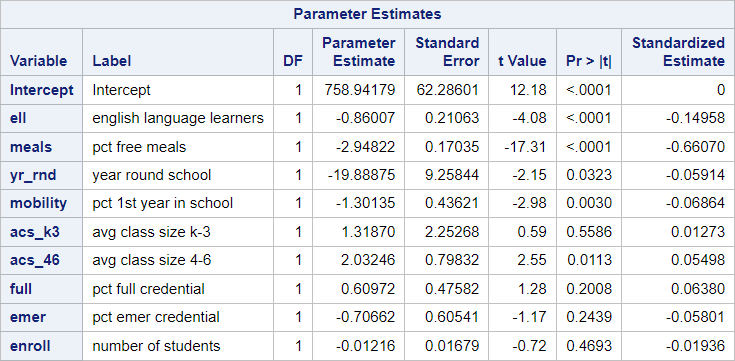 Parameter Estimates
Variable Label DF Parameter Estimate Standard Error t Value Pr > |t| Standardized Estimate
Intercept Intercept 1 758.94179 62.28601 12.18 <.0001 0
ell english language learners 1 -0.86007 0.21063 -4.08 <.0001 -0.14958
meals pct free meals 1 -2.94822 0.17035 -17.31 <.0001 -0.66070
yr_rnd year round school 1 -19.88875 9.25844 -2.15 0.0323 -0.05914
mobility pct 1st year in school 1 -1.30135 0.43621 -2.98 0.0030 -0.06864
acs_k3 avg class size k-3 1 1.31870 2.25268 0.59 0.5586 0.01273
acs_46 avg class size 4-6 1 2.03246 0.79832 2.55 0.0113 0.05498
full pct full credential 1 0.60972 0.47582 1.28 0.2008 0.06380
emer pct emer credential 1 -0.70662 0.60541 -1.17 0.2439 -0.05801
enroll number of students 1 -0.01216 0.01679 -0.72 0.4693 -0.01936